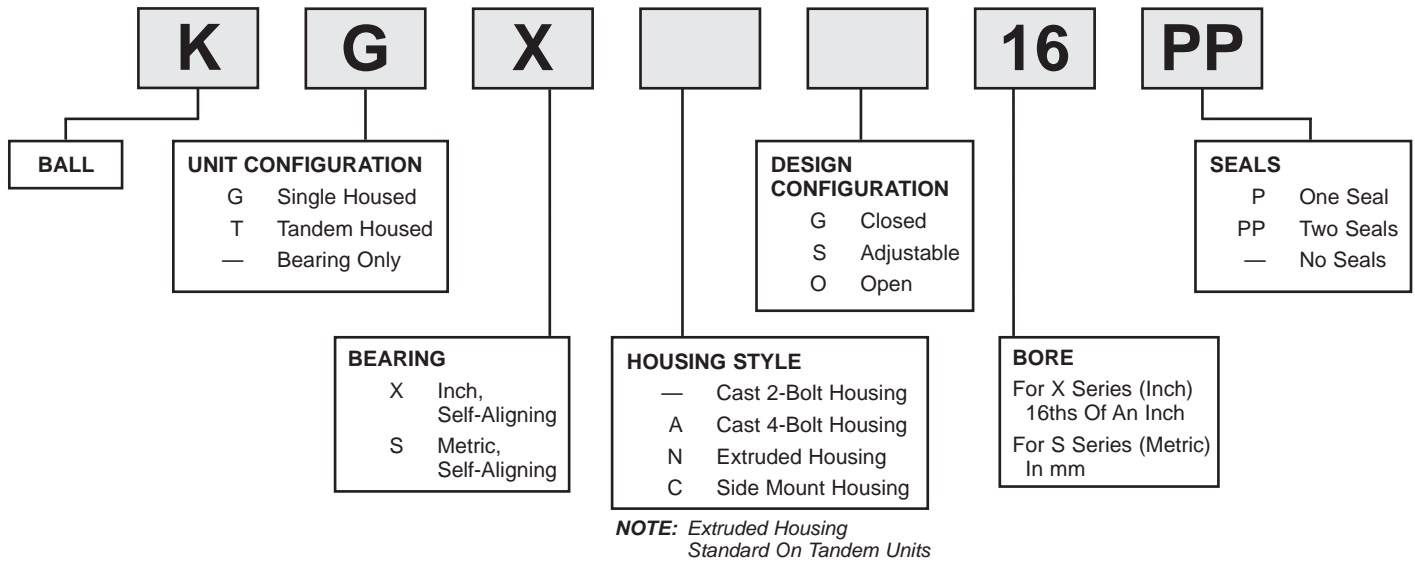 K G X 16 PP
BALL
UNIT CONFIGURATION
G Single Housed
T Tandem Housed
— Bearing Only
DESIGN
CONFIGURATION
G Closed
S Adjustable
O Open
SEALS
P One Seal
PP Two Seals
— No Seals
BEARING
X Inch,
Self-Aligning
S Metric,
Self-Aligning
HOUSING STYLE
— Cast 2-Bolt Housing
A Cast 4-Bolt Housing
N Extruded Housing
C Side Mount Housing
BORE
For X Series (Inch)
16ths Of An Inch
For S Series (Metric)
In mm
NOTE: Extruded Housing
Standard On Tandem Units